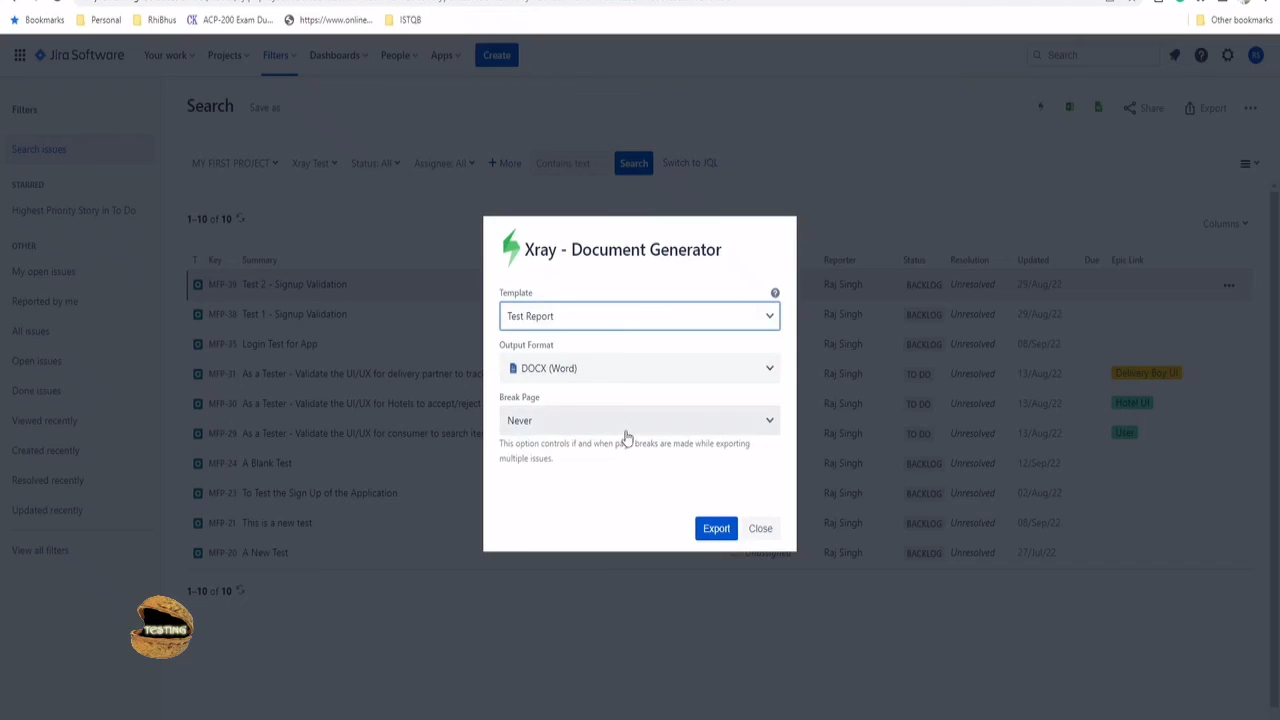 Bookmarks Personal RhiBhus ACP-200 Exam Du... https://www.online... ISTQB Other bookmarks
Jira Software Your work Projects Filters Dashboards People Apps Create Search RS
Filters
Search Save as Share Export
Search issues
MY FIRST PROJECT Xray Test Status: All Assignee: All + More Contains text Search Switch to JQL
STARRED
Highest Priority Story in To Do
1–10 of 10
Columns
OTHER
T Key Summary Reporter Status Resolution Updated Due Epic Link
My open issues
MFP-39 Test 2 - Signup Validation Raj Singh BACKLOG Unresolved 29/Aug/22
Reported by me
MFP-38 Test 1 - Signup Validation Raj Singh BACKLOG Unresolved 29/Aug/22
All issues
MFP-35 Login Test for App Raj Singh BACKLOG Unresolved 08/Sep/22
Open issues
MFP-31 As a Tester - Validate the UI/UX for delivery partner to track Raj Singh TO DO Unresolved 13/Aug/22 Delivery Boy UI
Done issues
MFP-30 As a Tester - Validate the UI/UX for Hotels to accept/reject Raj Singh TO DO Unresolved 13/Aug/22 Hotel UI
Viewed recently
MFP-29 As a Tester - Validate the UI/UX for consumer to search Raj Singh TO DO Unresolved 13/Aug/22 User
Created recently
MFP-24 A Blank Test Raj Singh BACKLOG Unresolved 12/Sep/22
Resolved recently
MFP-23 To Test the Sign Up of the Application Raj Singh BACKLOG Unresolved 02/Aug/22
Updated recently
MFP-21 This is a new test Raj Singh BACKLOG Unresolved 08/Sep/22
View all filters
MFP-20 A New Test Unassigned Raj Singh BACKLOG Unresolved 27/Jul/22
1–10 of 10
Xray - Document Generator
Template
Test Report
Output Format
DOCX (Word)
Break Page
Never
This option controls if and when breaks are made while exporting
multiple issues.
Export Close
TESTING